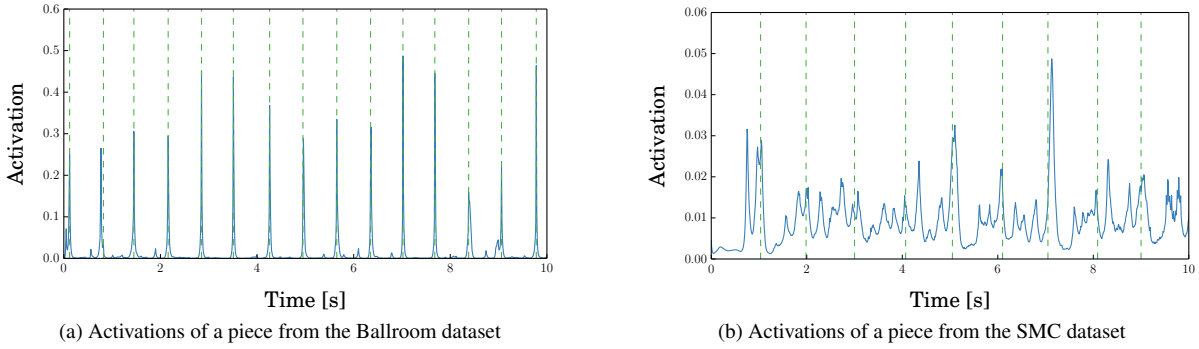 0.6
0.5
0.4
0.3
0.2
0.1
0.0
Activation
0 2 4 6 8 10
Time [s]
(a) Activations of a piece from the Ballroom dataset
0.06
0.05
0.04
0.03
0.02
0.01
0.00
Activation
0 2 4 6 8 10
Time [s]
(b) Activations of a piece from the SMC dataset